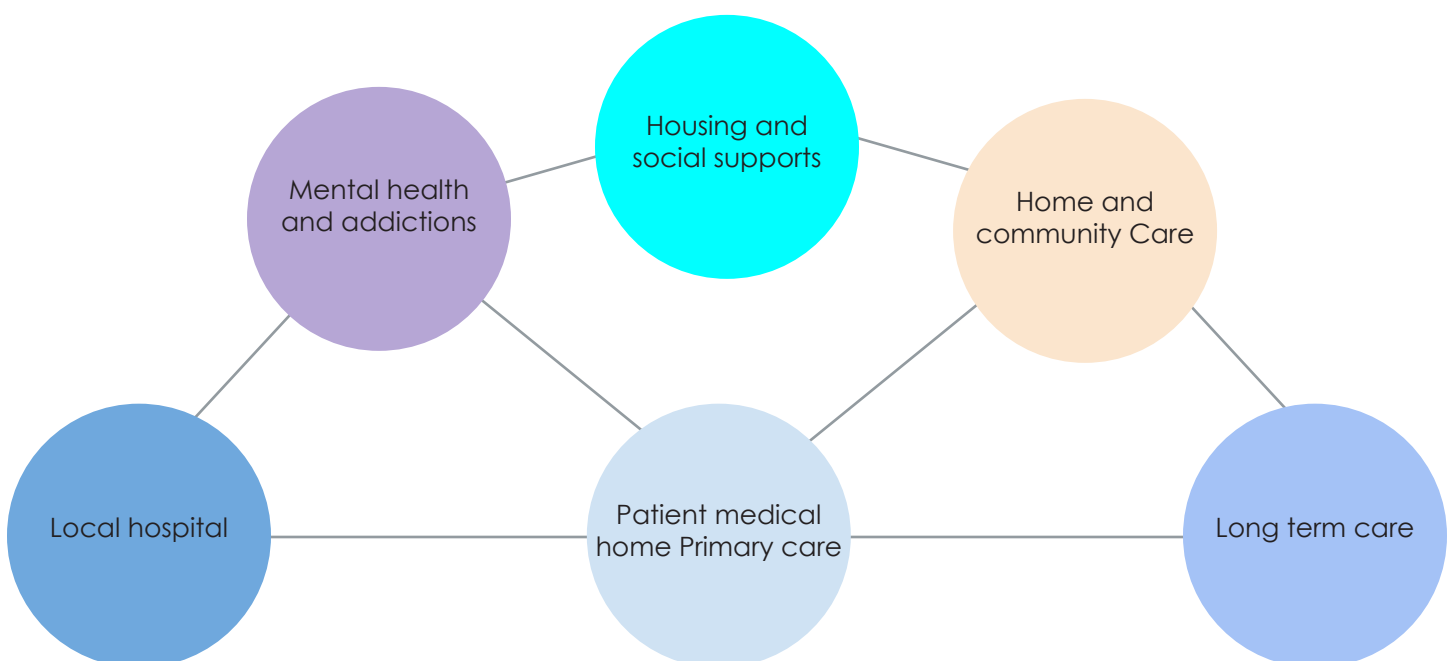 Housing and
social supports
Mental health
and addictions
Home and
community Care
Local hospital
Patient medical
home Primary care
Long term care